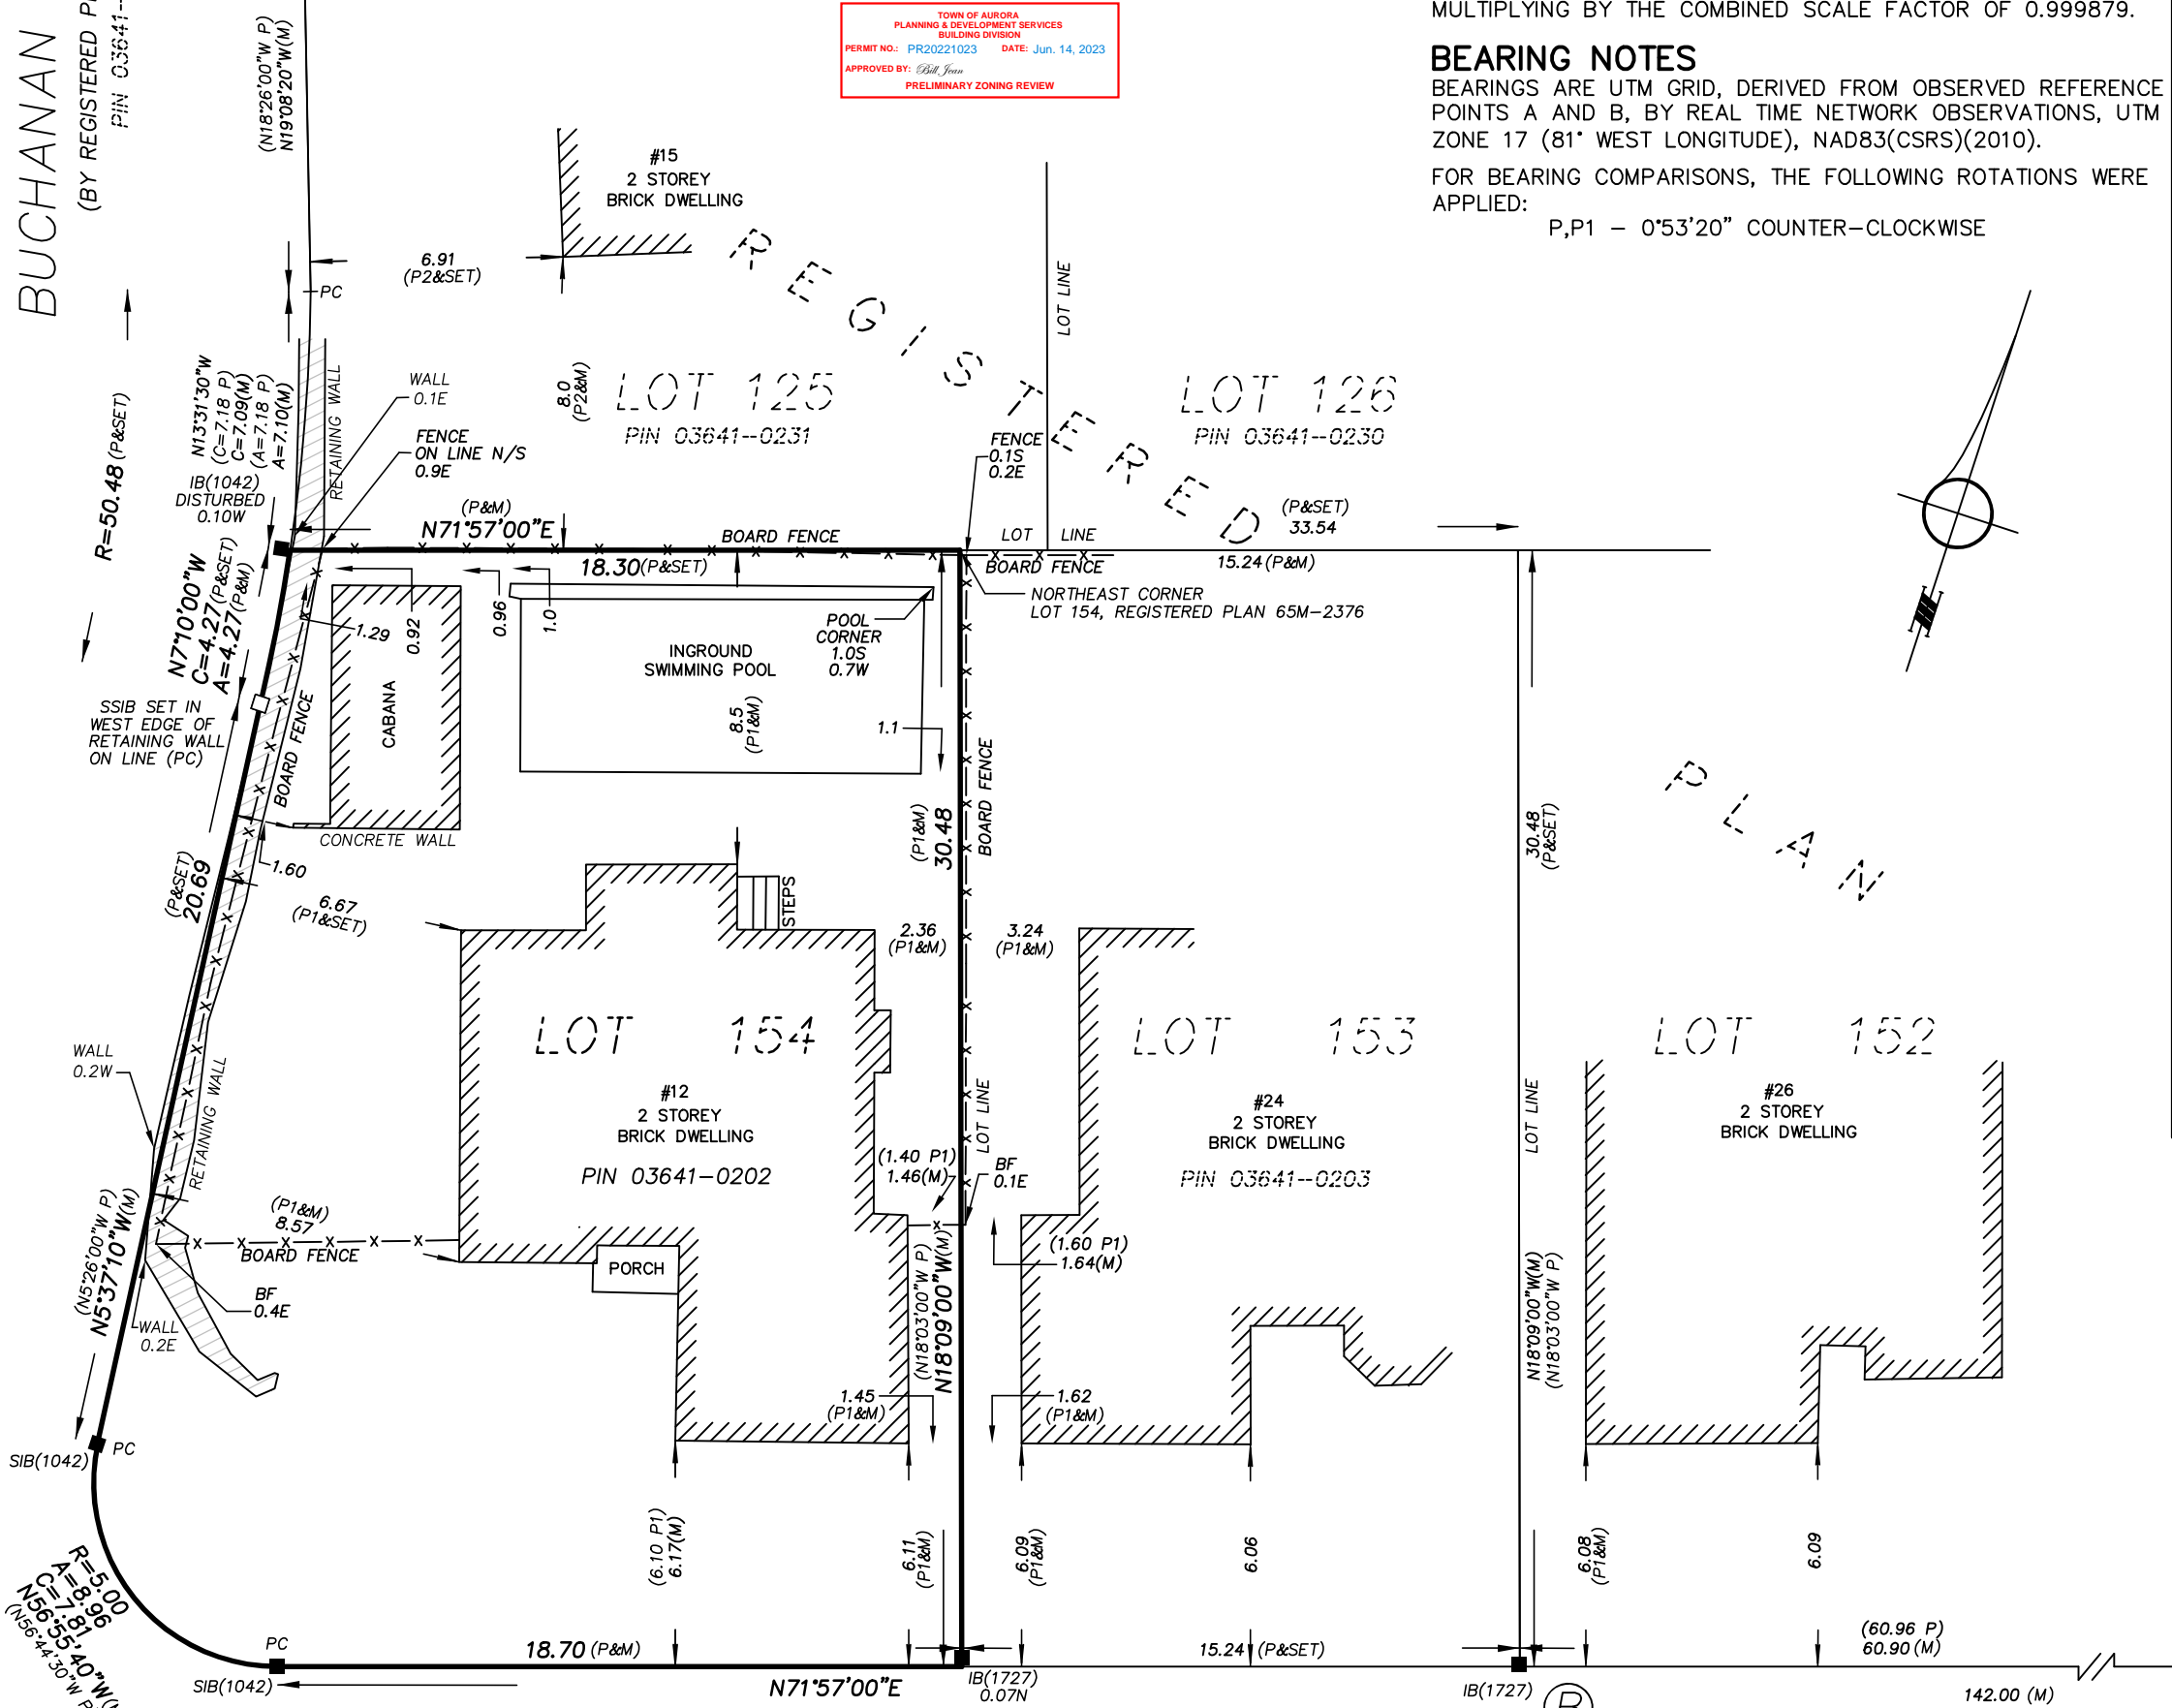 BUCHANAN
(BY REGISTERED
PIN 03641--
(N18°26'00"W P)
N19°08'20"W(M)
TOWN OF AURORA
PLANNING & DEVELOPMENT SERVICES
BUILDING DIVISION
PERMIT NO.: PR20221023 DATE: Jun. 14, 2023
APPROVED BY: Bill Jean
PRELIMINARY ZONING REVIEW
MULTIPLYING BY THE COMBINED SCALE FACTOR OF 0.999879.
BEARING NOTES
BEARINGS ARE UTM GRID, DERIVED FROM OBSERVED REFERENCE
POINTS A AND B, BY REAL TIME NETWORK OBSERVATIONS, UTM
ZONE 17 (81° WEST LONGITUDE), NAD83(CSRS)(2010).
FOR BEARING COMPARISONS, THE FOLLOWING ROTATIONS WERE
APPLIED:
P,P1 – 0°53'20" COUNTER–CLOCKWISE
#15
2 STOREY
BRICK DWELLING
6.91
(P2&SET)
PC
REGISTERED
PLAN
LOT LINE
8.0
(P2&M)
LOT 125
PIN 03641--0231
LOT 126
PIN 03641--0230
R=50.48 (P&SET)
N13°31'30"W
(C=7.18 P)
C=7.09(M)
(A=7.18 P)
A=7.10(M)
RETAINING WALL
WALL
0.1E
FENCE
ON LINE N/S
0.9E
IB(1042)
DISTURBED
0.10W
(P&M)
N71°57'00"E
BOARD FENCE
18.30(P&SET)
FENCE
0.1S
0.2E
LOT LINE
(P&SET)
33.54
15.24(P&M)
BOARD FENCE
NORTHEAST CORNER
LOT 154, REGISTERED PLAN 65M–2376
N7°10'00"W
C=4.27(P&SET)
A=4.27(P&M)
1.29
0.92
0.96
1.0
POOL
CORNER
1.0S
0.7W
INGROUND
SWIMMING POOL
CABANA
8.5
(P1&M)
1.1
SSIB SET IN
WEST EDGE OF
RETAINING WALL
ON LINE (PC)
BOARD FENCE
CONCRETE WALL
(P1&M)
30.48
BOARD FENCE
30.48
(P&SET)
(P&SET)
20.69
1.60
6.67
(P1&SET)
STEPS
2.36
(P1&M)
3.24
(P1&M)
LOT 154
LOT 153
LOT 152
WALL
0.2W
RETAINING WALL
#12
2 STOREY
BRICK DWELLING
PIN 03641–0202
#24
2 STOREY
BRICK DWELLING
PIN 03641--0203
#26
2 STOREY
BRICK DWELLING
LOT LINE
LOT LINE
(1.40 P1)
1.46(M)
BF
0.1E
(P1&M)
8.57
BOARD FENCE
PORCH
(1.60 P1)
1.64(M)
(N5°26'00"W P)
N5°37'10"W(M)
BF
0.4E
WALL
0.2E
(N18°03'00"W P)
N18°09'00"W(M)
N18°09'00"W(M)
(N18°03'00"W P)
1.45
(P1&M)
1.62
(P1&M)
SIB(1042)
PC
(6.10 P1)
6.17(M)
6.11
(P1&M)
6.09
(P1&M)
6.06
6.08
(P1&M)
6.09
R=5.00
A=8.96
C=7.81
N56°55'40"W
(N56°44'30"W
PC
SIB(1042)
18.70 (P&M)
N71°57'00"E
IB(1727)
0.07N
15.24 (P&SET)
IB(1727)
B
(60.96 P)
60.90 (M)
142.00 (M)